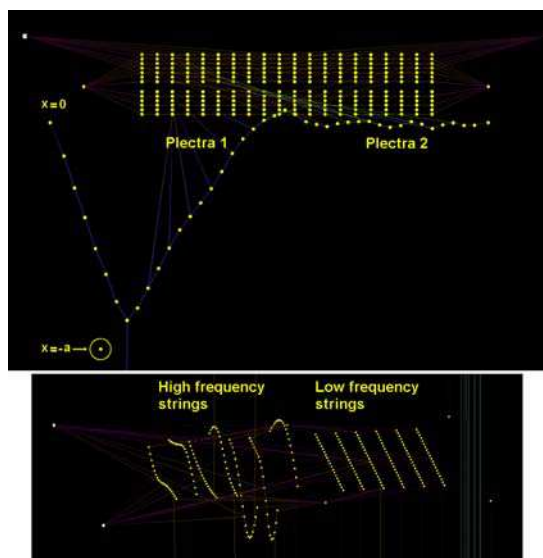 x=0
Plectra 1
Plectra 2
x=-a→
High frequency
strings
Low frequency
strings